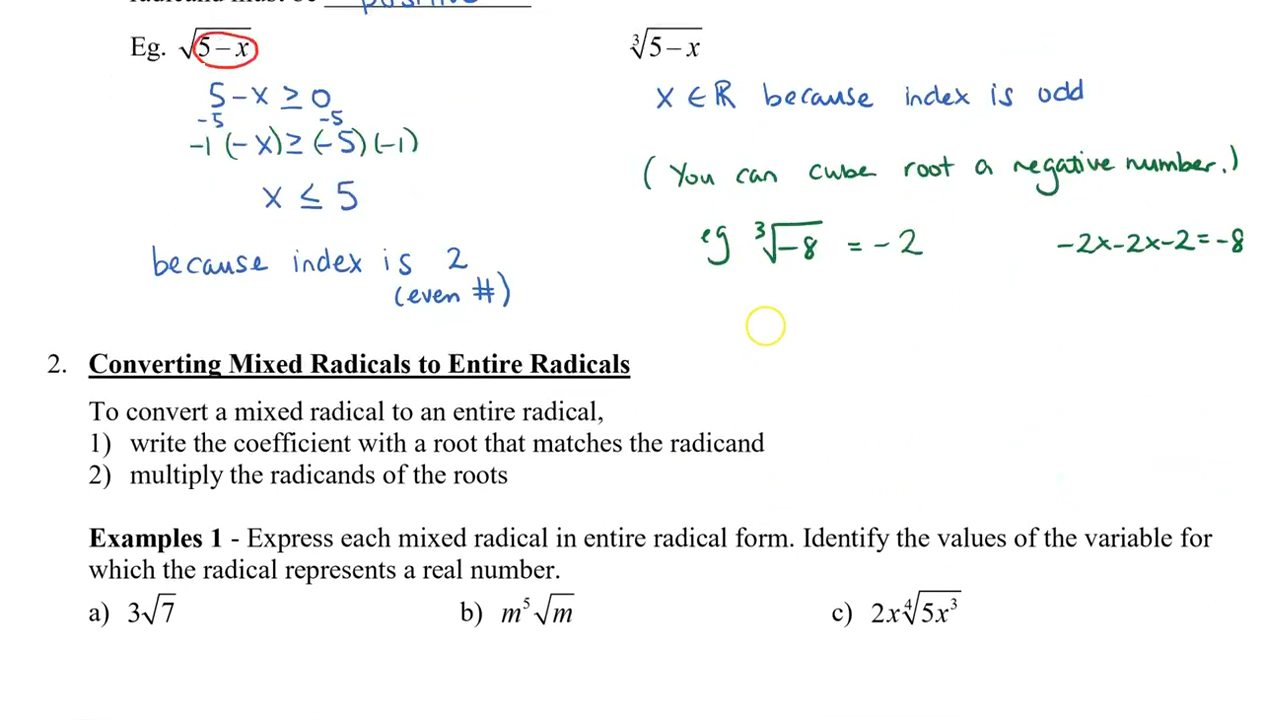 radicand must be positive
Eg. √(5 – x)
5 - x ≥ 0
-5 -5
-1 (- x) ≥ (-5) (-1)
x ≤ 5
because index is 2
(even #)
∛(5 – x)
x ∈ ℝ because index is odd
( You can cube root a negative number.)
eg ∛-8 = -2 -2x-2x-2=-8
2. Converting Mixed Radicals to Entire Radicals
To convert a mixed radical to an entire radical,
1) write the coefficient with a root that matches the radicand
2) multiply the radicands of the roots
Examples 1 - Express each mixed radical in entire radical form. Identify the values of the variable for
which the radical represents a real number.
a) 3√7 b) m⁵√m c) 2x∜(5x³)